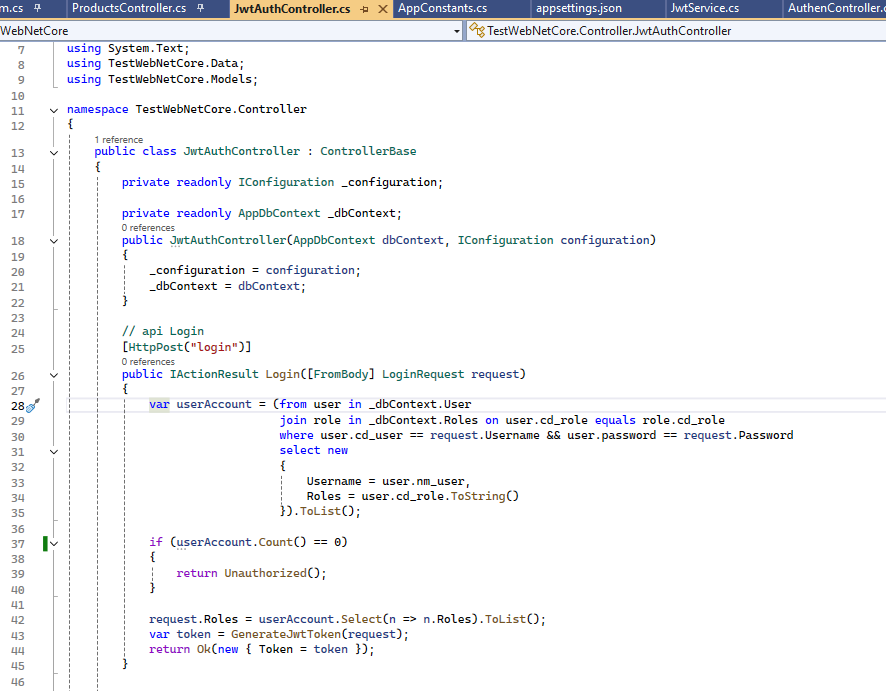 m.cs ProductsController.cs JwtAuthController.cs AppConstants.cs appsettings.json JwtService.cs AuthenController.c
WebNetCore TestWebNetCore.Controller.JwtAuthController
7 using System.Text;
8 using TestWebNetCore.Data;
9 using TestWebNetCore.Models;
10
11 namespace TestWebNetCore.Controller
12 {
1 reference
13 public class JwtAuthController : ControllerBase
14 {
15 private readonly IConfiguration _configuration;
16
17 private readonly AppDbContext _dbContext;
0 references
18 public JwtAuthController(AppDbContext dbContext, IConfiguration configuration)
19 {
20 _configuration = configuration;
21 _dbContext = dbContext;
22 }
23
24 // api Login
25 [HttpPost("login")]
0 references
26 public IActionResult Login([FromBody] LoginRequest request)
27 {
28 var userAccount = (from user in _dbContext.User
29 join role in _dbContext.Roles on user.cd_role equals role.cd_role
30 where user.cd_user == request.Username && user.password == request.Password
31 select new
32 {
33 Username = user.nm_user,
34 Roles = user.cd_role.ToString()
35 }).ToList();
36
37 if (userAccount.Count() == 0)
38 {
39 return Unauthorized();
40 }
41
42 request.Roles = userAccount.Select(n => n.Roles).ToList();
43 var token = GenerateJwtToken(request);
44 return Ok(new { Token = token });
45 }
46